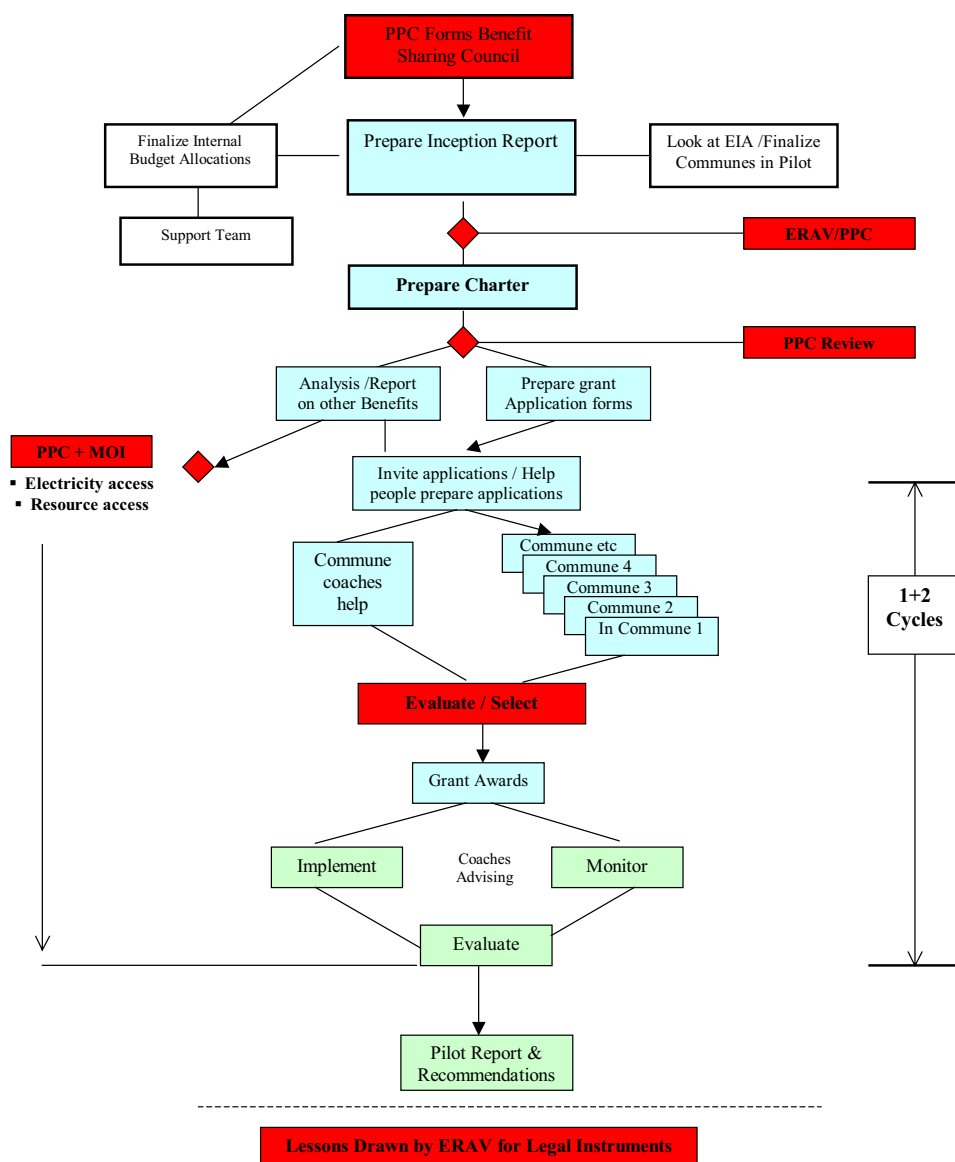 PPC Forms Benefit
Sharing Council
Finalize Internal
Budget Allocations
Prepare Inception Report
Look at EIA /Finalize
Communes in Pilot
Support Team
ERAV/PPC
Prepare Charter
PPC Review
Analysis /Report
on other Benefits
Prepare grant
Application forms
PPC + MOI
▪ Electricity access
▪ Resource access
Invite applications / Help
people prepare applications
Commune
coaches
help
Commune etc
Commune 4
Commune 3
Commune 2
In Commune 1
1+2
Cycles
Evaluate / Select
Grant Awards
Implement
Coaches
Advising
Monitor
Evaluate
Pilot Report &
Recommendations
Lessons Drawn by ERAV for Legal Instruments